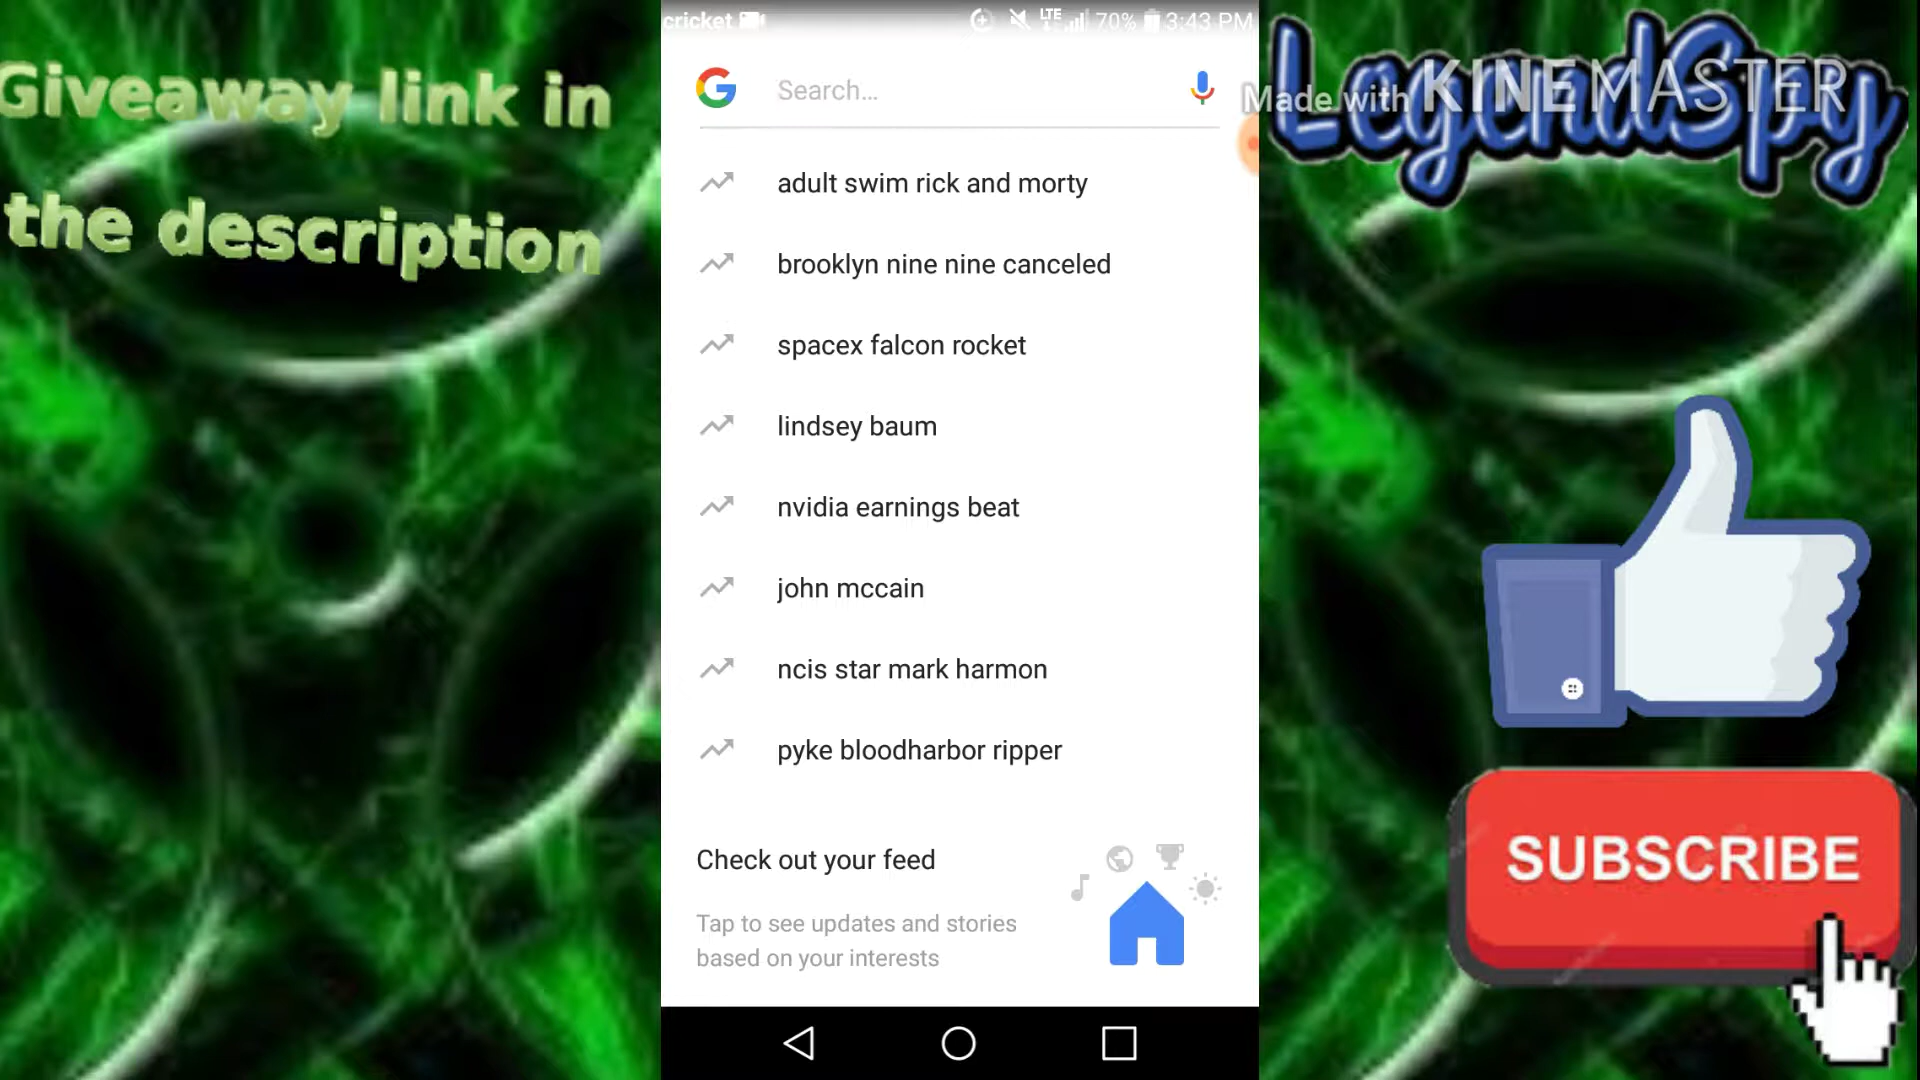 Giveaway link in
the description
cricket
LTE
70%
3:43 PM
Search...
adult swim rick and morty
brooklyn nine nine canceled
spacex falcon rocket
lindsey baum
nvidia earnings beat
john mccain
ncis star mark harmon
pyke bloodharbor ripper
Check out your feed
Tap to see updates and stories
based on your interests
Made with KINEMASTER
LegendSpy
SUBSCRIBE